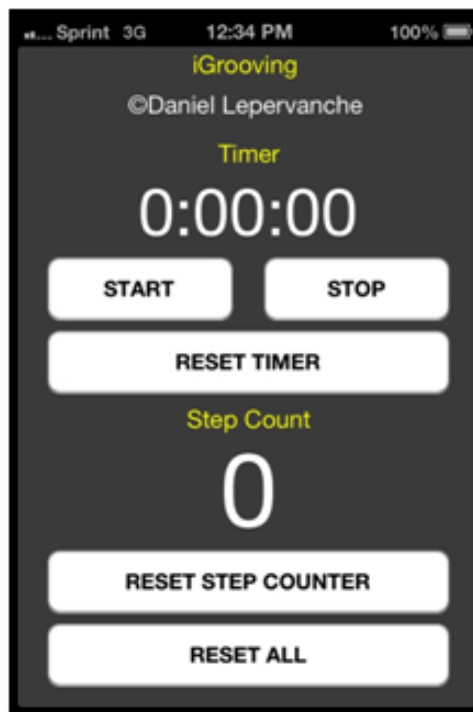 Sprint 3G 12:34 PM 100%
iGrooving
©Daniel Lepervanche
Timer
0:00:00
START STOP
RESET TIMER
Step Count
0
RESET STEP COUNTER
RESET ALL